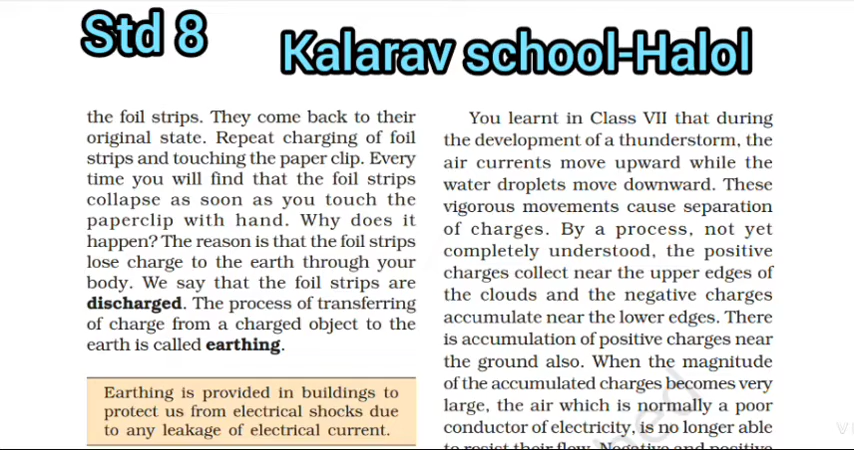 Std 8
Kalarav school-Halol
the foil strips. They come back to their
original state. Repeat charging of foil
strips and touching the paper clip. Every
time you will find that the foil strips
collapse as soon as you touch the
paperclip with hand. Why does it
happen? The reason is that the foil strips
lose charge to the earth through your
body. We say that the foil strips are
discharged. The process of transferring
of charge from a charged object to the
earth is called earthing.
Earthing is provided in buildings to
protect us from electrical shocks due
to any leakage of electrical current.
You learnt in Class VII that during
the development of a thunderstorm, the
air currents move upward while the
water droplets move downward. These
vigorous movements cause separation
of charges. By a process, not yet
completely understood, the positive
charges collect near the upper edges of
the clouds and the negative charges
accumulate near the lower edges. There
is accumulation of positive charges near
the ground also. When the magnitude
of the accumulated charges becomes very
large, the air which is normally a poor
conductor of electricity, is no longer able
to resist their flow. Negative and positive